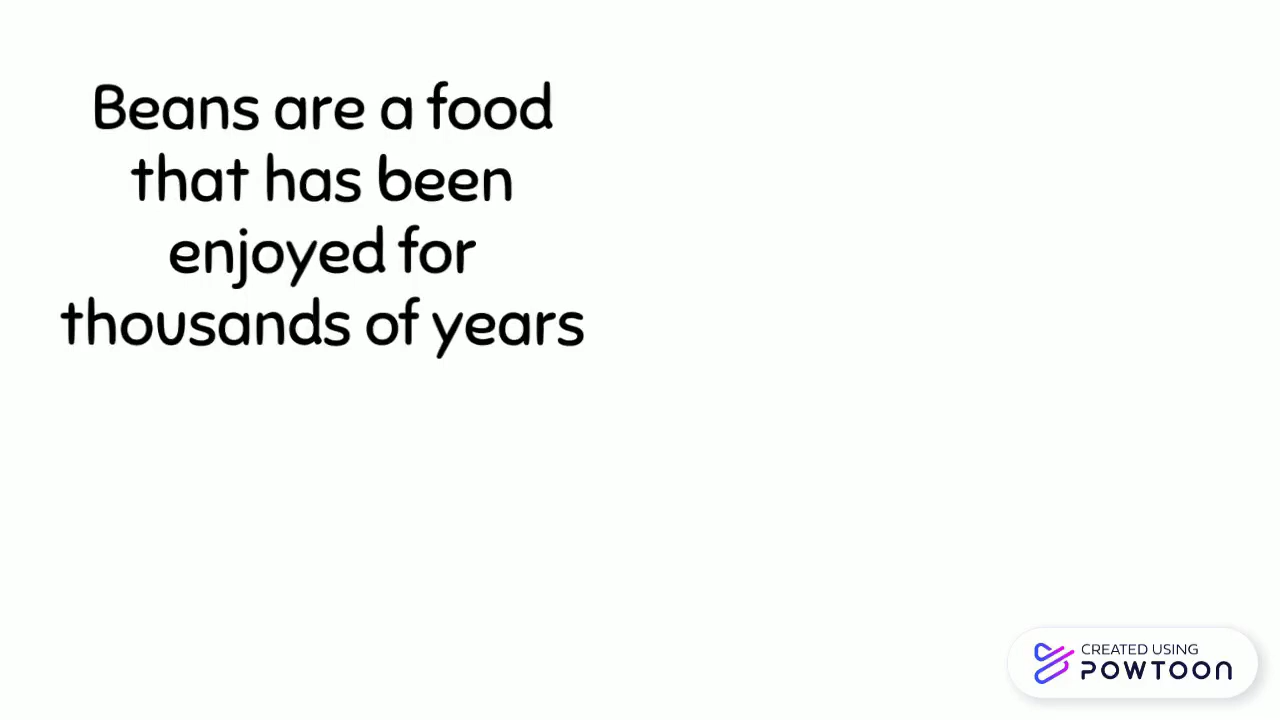 Beans are a food
that has been
enjoyed for
thousands of years
CREATED USING
POWTOON